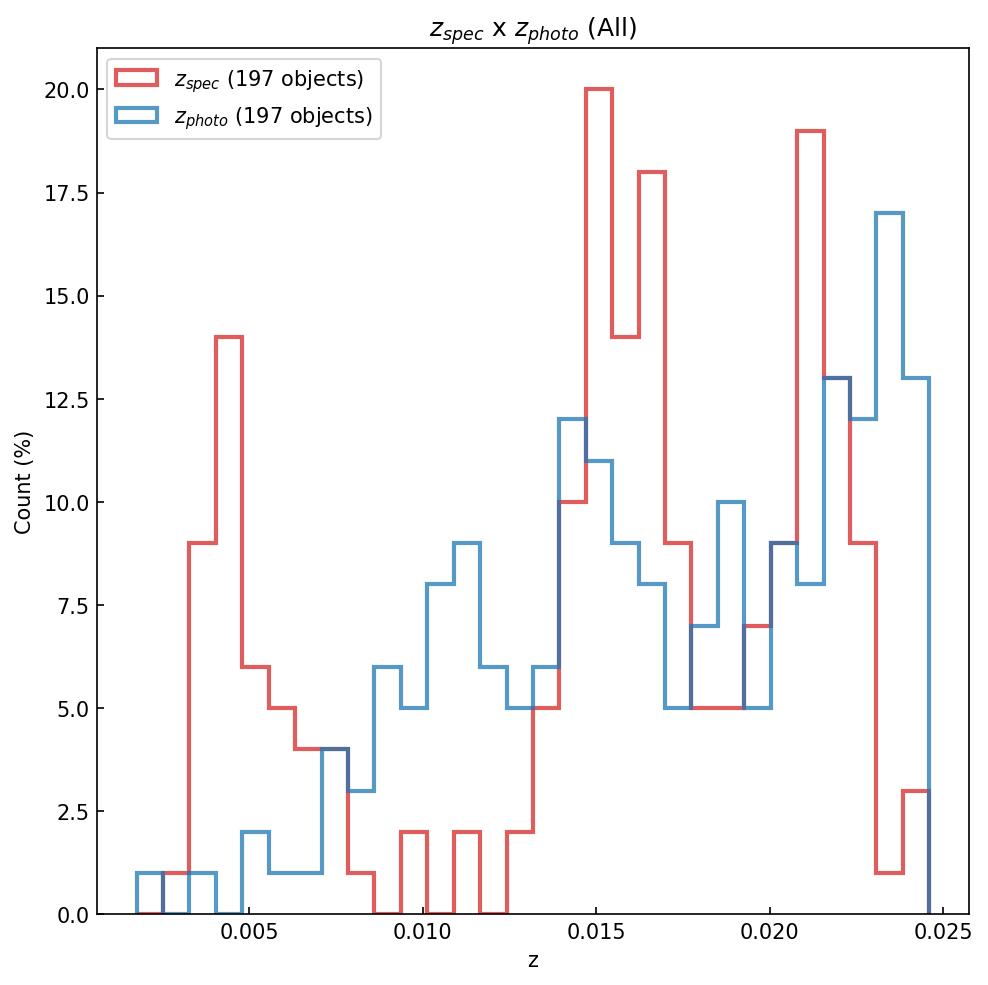 z_spec x z_photo (All)
z_spec (197 objects)
z_photo (197 objects)
Count (%)
20.0
17.5
15.0
12.5
10.0
7.5
5.0
2.5
0.0
0.005 0.010 0.015 0.020 0.025
z